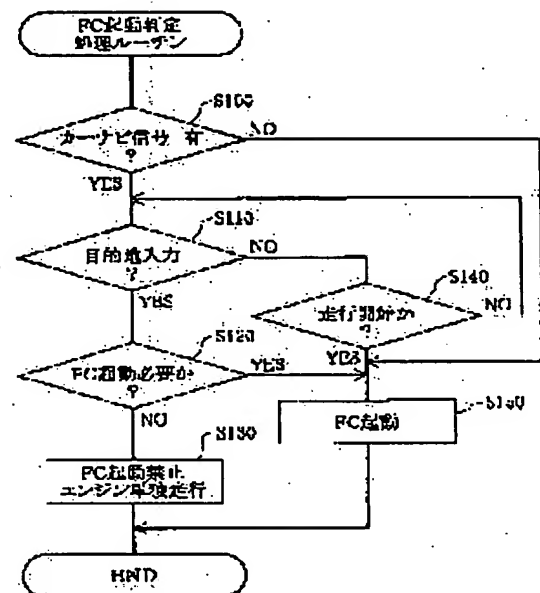 FC起動判定
処理ルーチン
S100
カーナビ信号 有
?
NO
YES
S110
目的地入力
?
NO
YES
S140
走行開始か
?
NO
YES
S120
FC起動必要か
?
YES
NO
FC起動
S130
FC起動禁止
エンジン単独走行
END